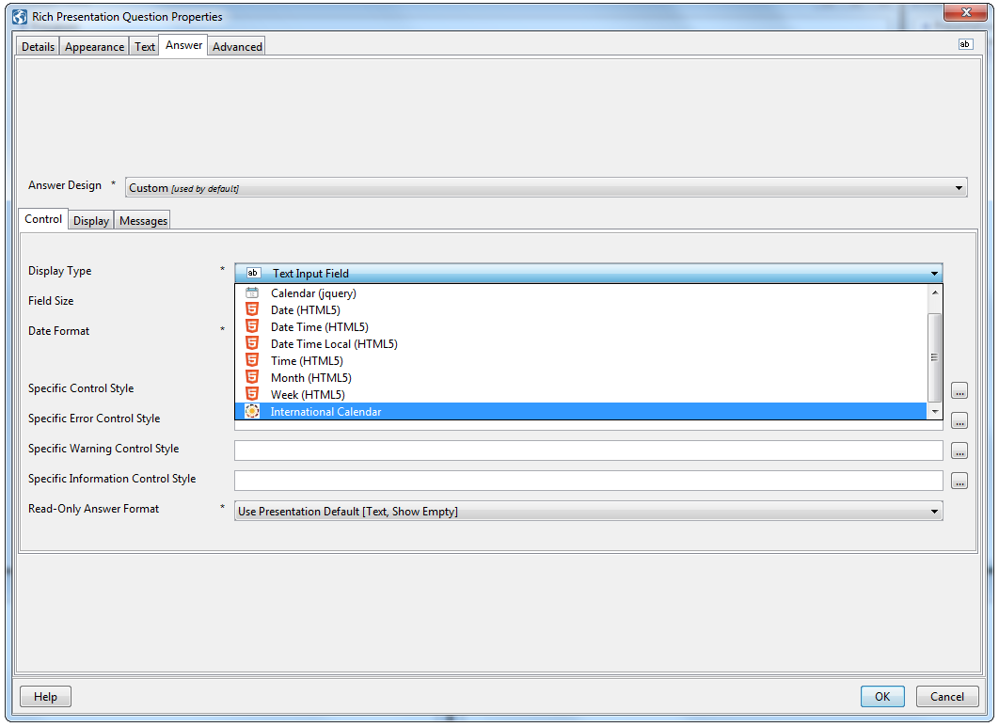 Rich Presentation Question Properties
Details Appearance Text Answer Advanced
ab
Answer Design * Custom [used by default]
Control Display Messages
Display Type * ab Text Input Field
Calendar (jquery)
Field Size
Date (HTML5)
Date Format * Date Time (HTML5)
Date Time Local (HTML5)
Time (HTML5)
Month (HTML5)
Specific Control Style ...
Week (HTML5)
International Calendar
Specific Error Control Style ...
Specific Warning Control Style ...
Specific Information Control Style ...
Read-Only Answer Format * Use Presentation Default [Text, Show Empty]
Help OK Cancel